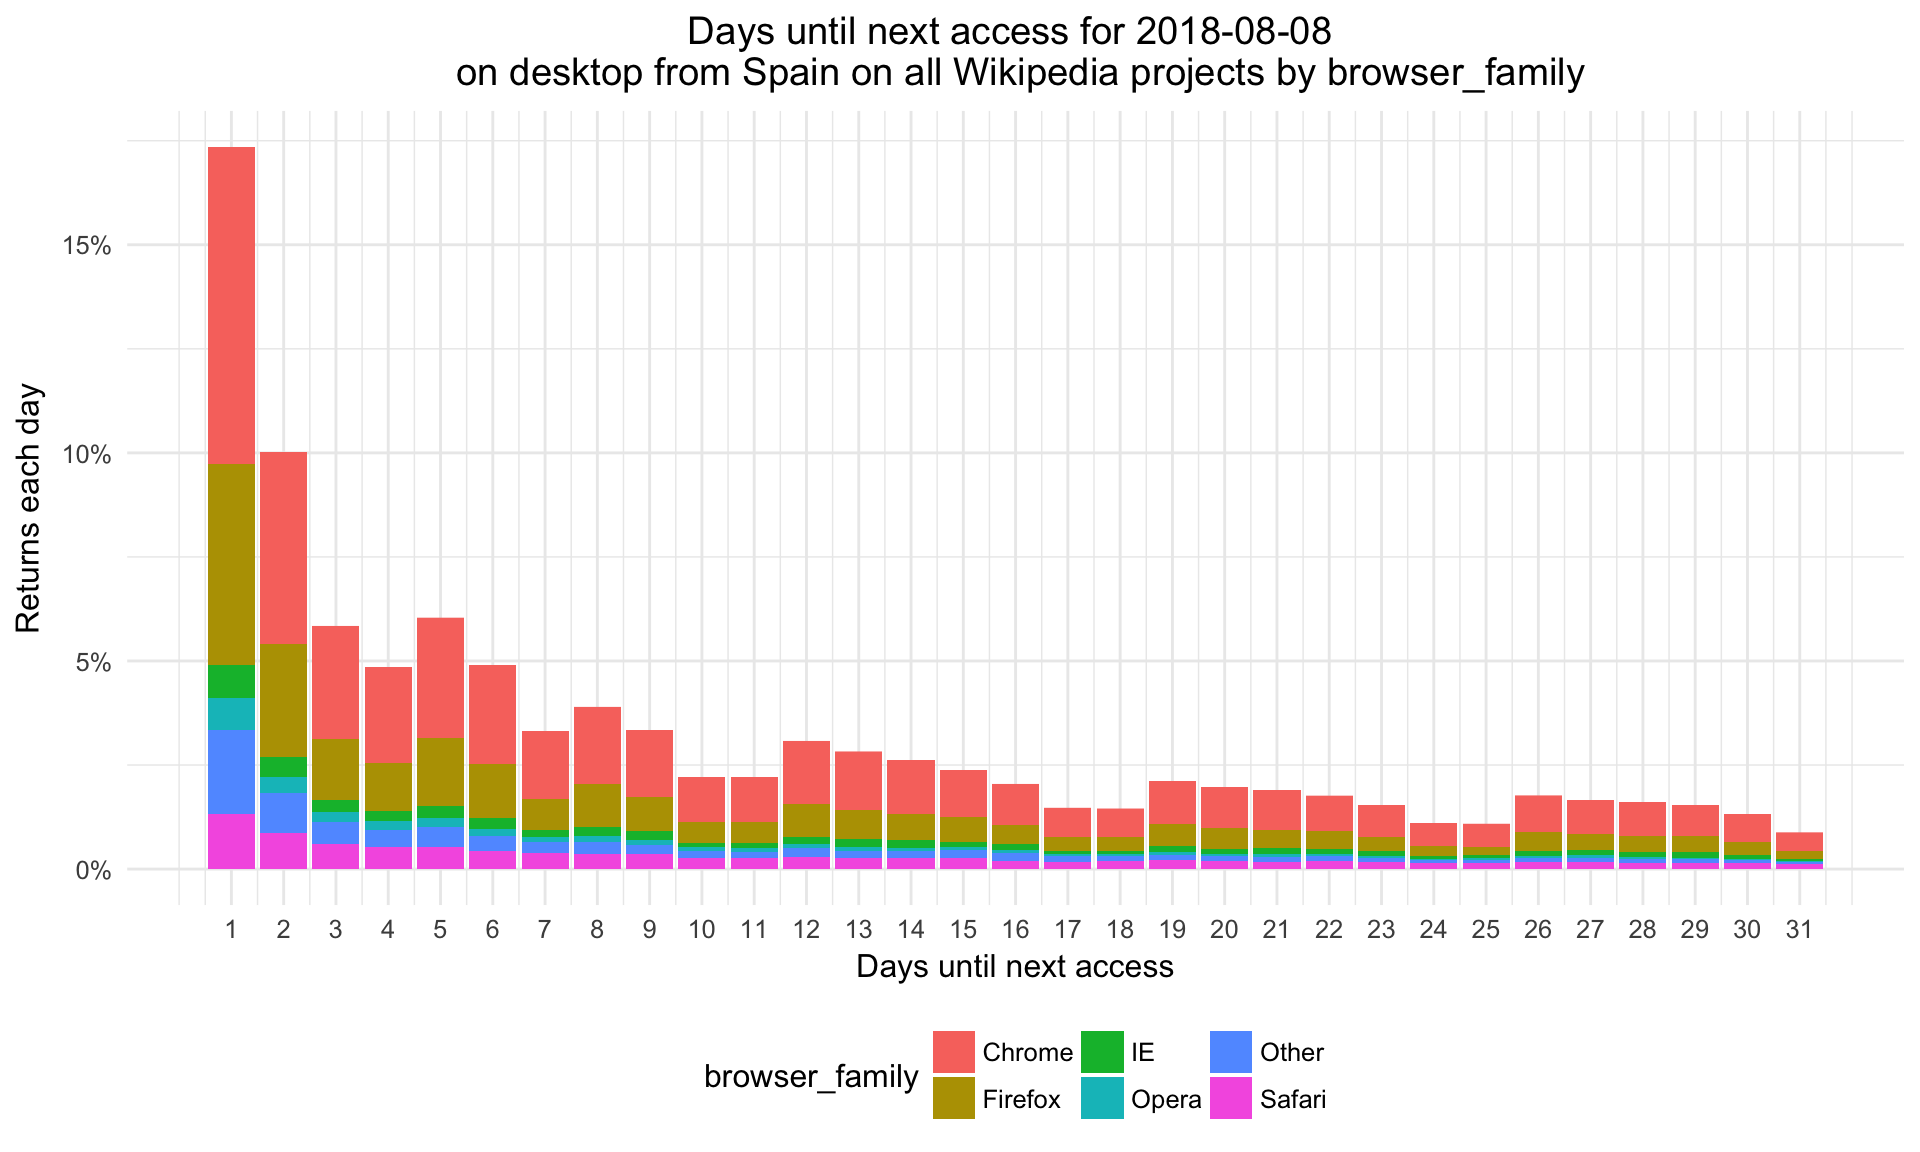 Days until next access for 2018-08-08
on desktop from Spain on all Wikipedia projects by browser_family
Returns each day
15%
10%
5%
0%
1 2 3 4 5 6 7 8 9 10 11 12 13 14 15 16 17 18 19 20 21 22 23 24 25 26 27 28 29 30 31
Days until next access
browser_family
Chrome IE Other
Firefox Opera Safari